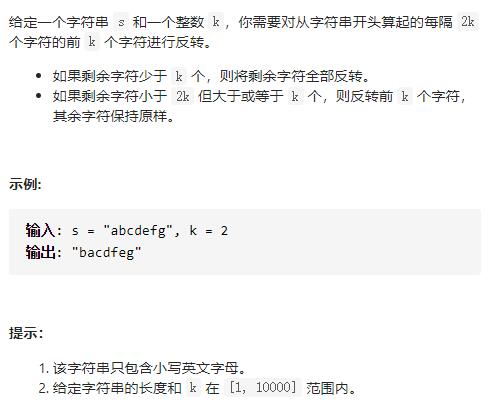 给定一个字符串 s 和一个整数 k，你需要对从字符串开头算起的每隔 2k
个字符的前 k 个字符进行反转。
• 如果剩余字符少于 k 个，则将剩余字符全部反转。
• 如果剩余字符小于 2k 但大于或等于 k 个，则反转前 k 个字符，
其余字符保持原样。
示例:
输入: s = "abcdefg", k = 2
输出: "bacdfeg"
提示：
1. 该字符串只包含小写英文字母。
2. 给定字符串的长度和 k 在 [1, 10000] 范围内。